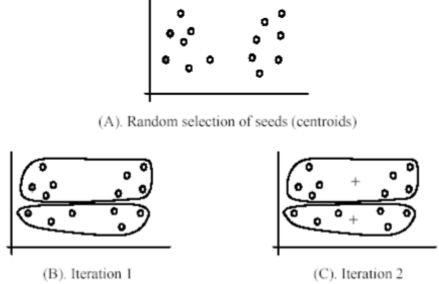 (A). Random selection of seeds (centroids)
(B). Iteration 1
(C). Iteration 2